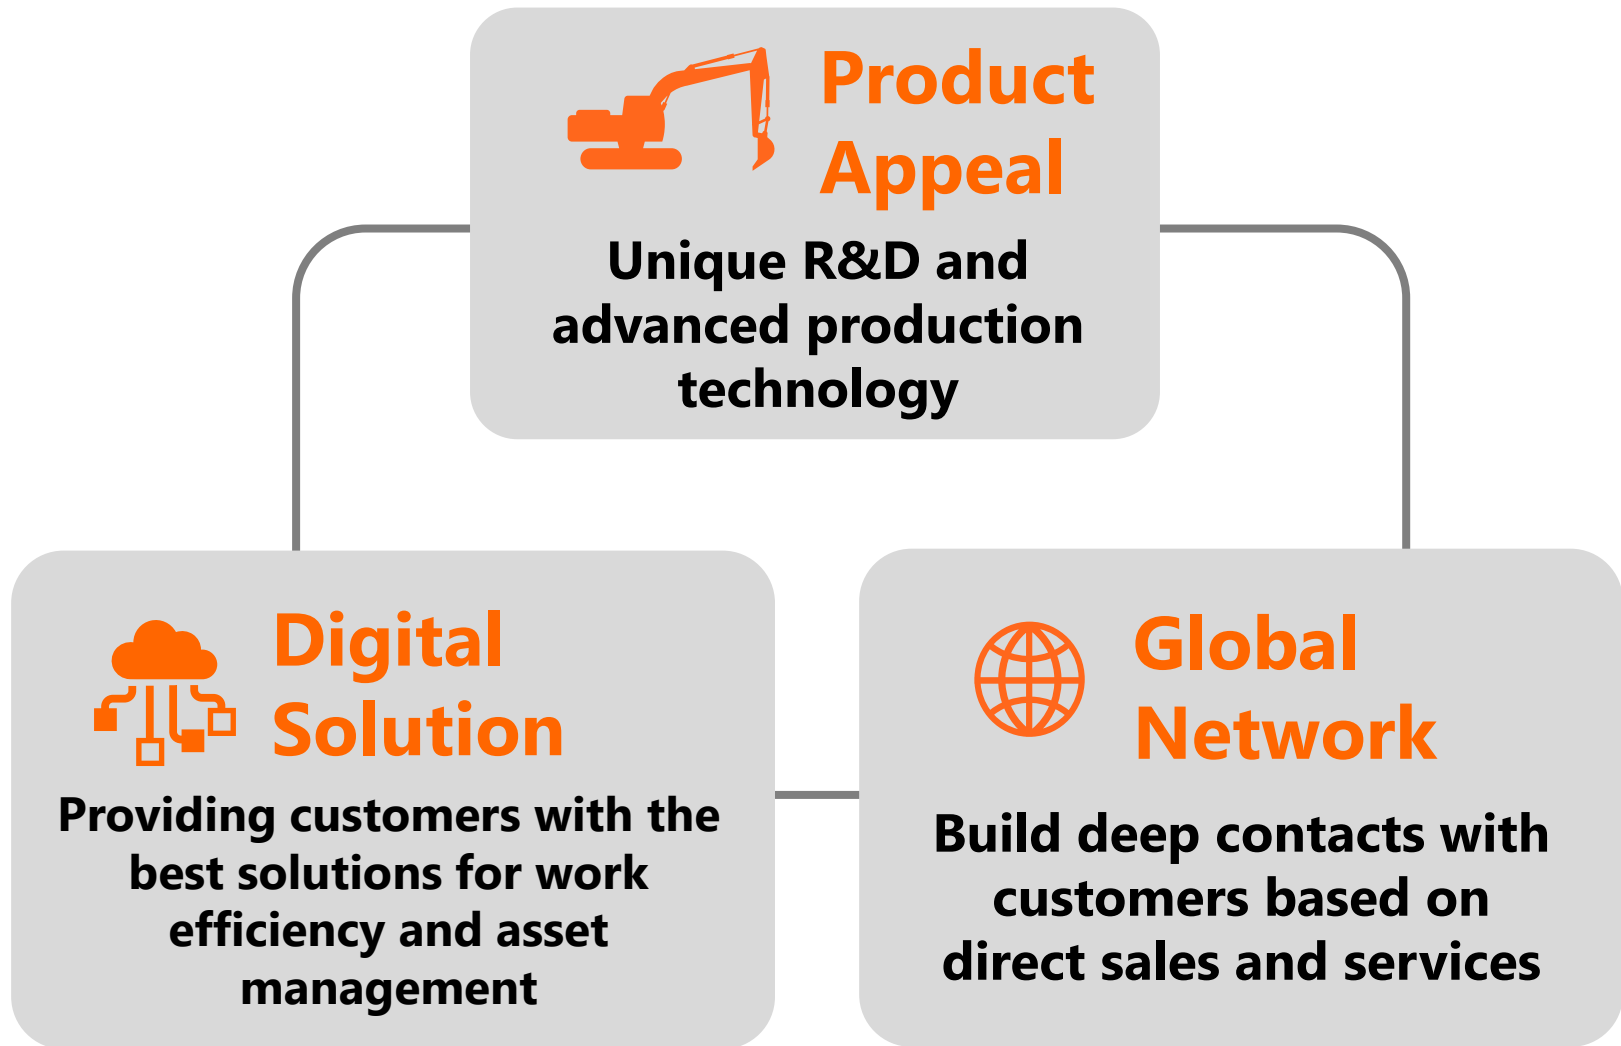 Product
Appeal
Unique R&D and
advanced production
technology
Digital
Solution
Providing customers with the
best solutions for work
efficiency and asset
management
Global
Network
Build deep contacts with
customers based on
direct sales and services